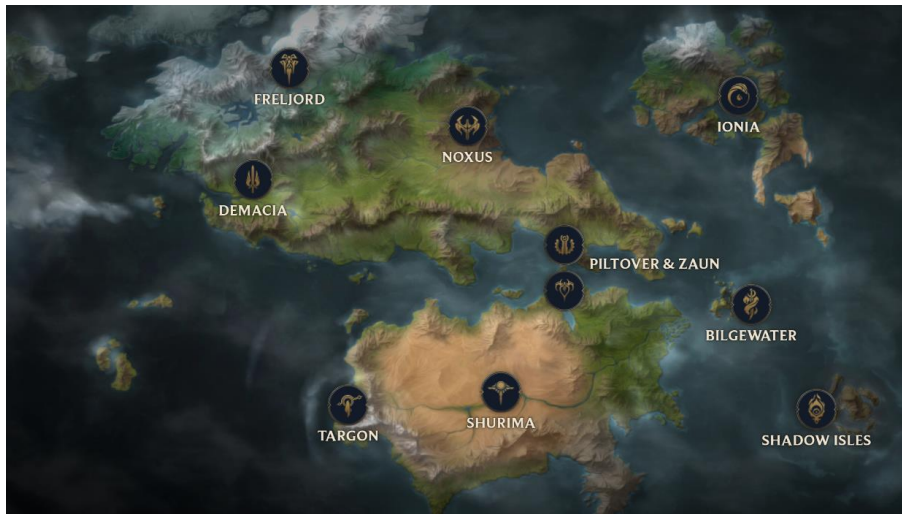 FRELJORD
IONIA
NOXUS
DEMACIA
PILTOVER & ZAUN
BILGEWATER
SHURIMA
TARGON
SHADOW ISLES